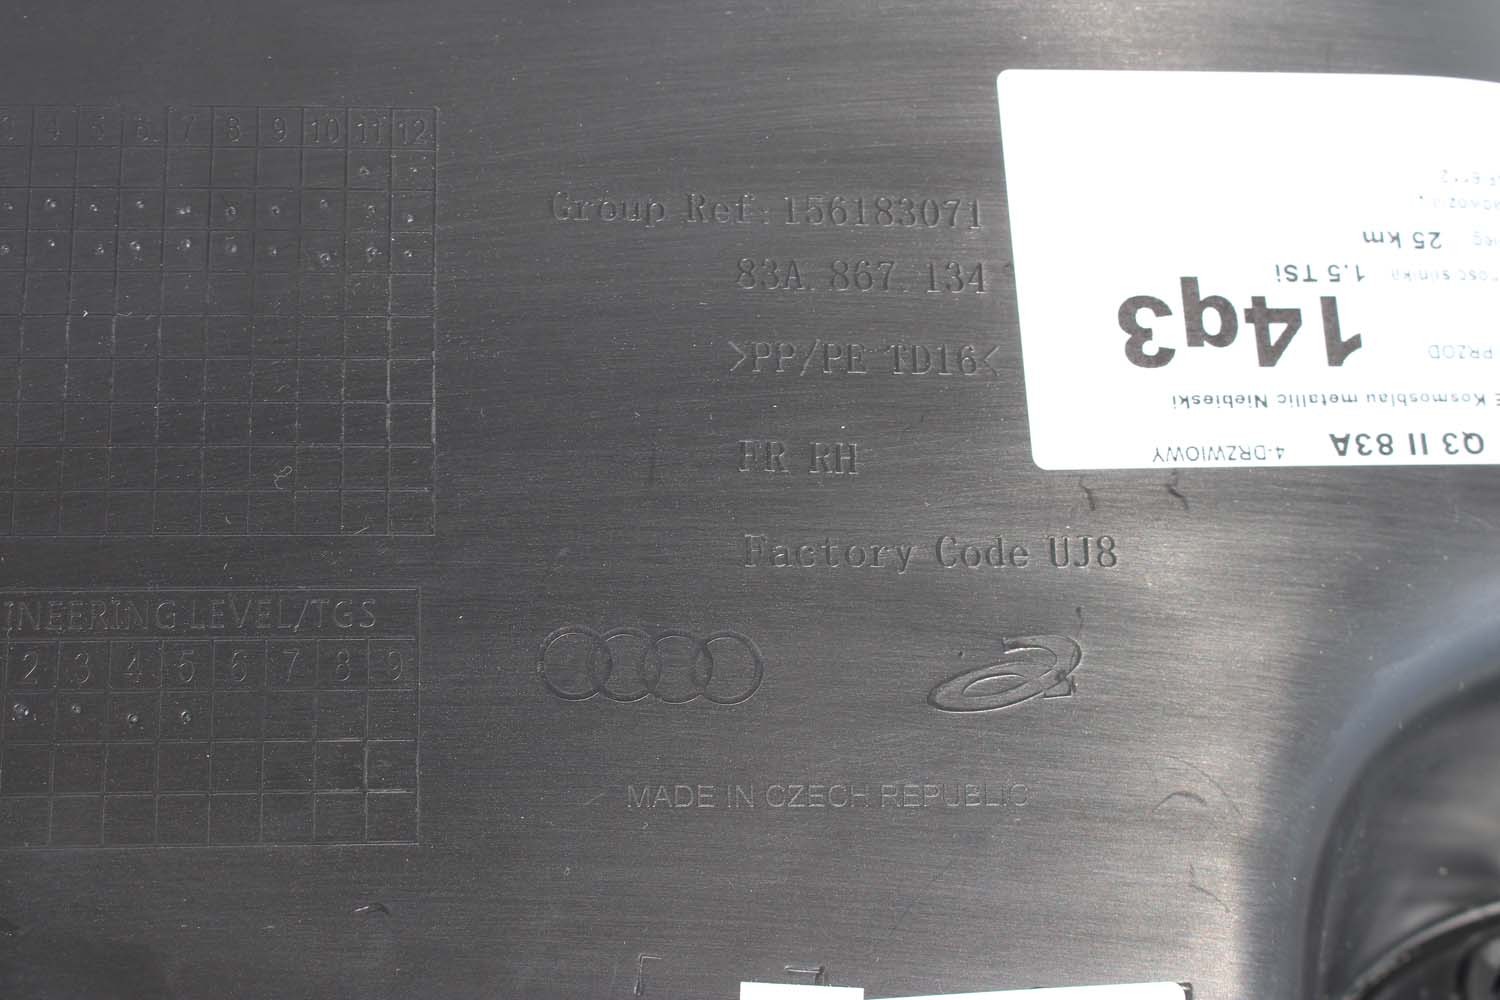 3 4 5 6 7 8 9 10 11 12
Group Ref: 156183071
83A 867 134
>PP/PE TD16<
FR RH
Factory Code UJ8
INEERING LEVEL/TGS
2 3 4 5 6 7 8 9
MADE IN CZECH REPUBLIC
Q3 II 83A 4-DRZWIOWY
E Kosmosblau metallic Niebieski
PRZOD 14q3
silnika 1.5 TSi
25 km